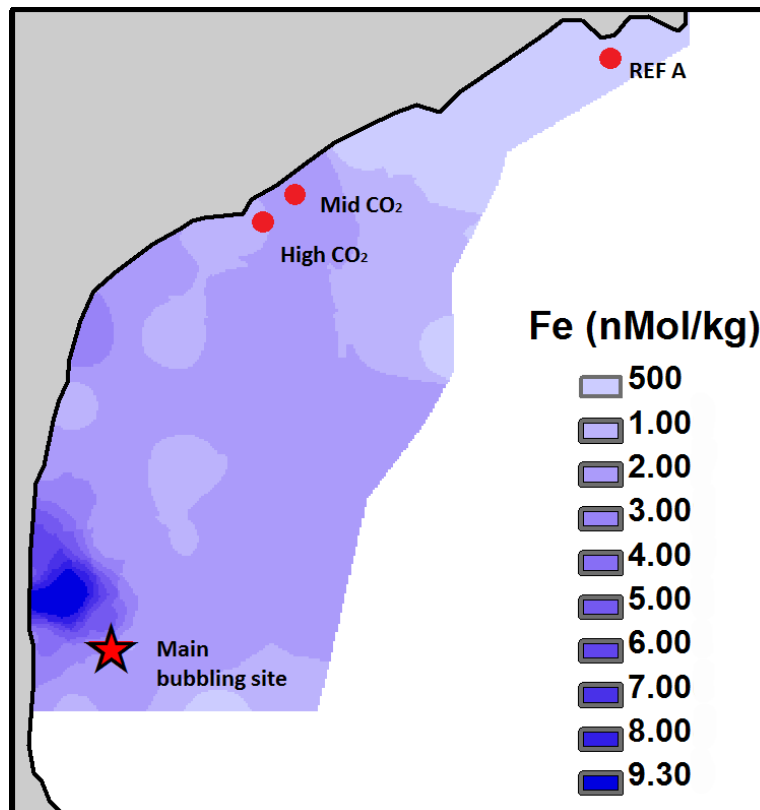 REF A
Mid CO₂
High CO₂
Fe (nMol/kg)
500
1.00
2.00
3.00
4.00
5.00
6.00
7.00
8.00
9.30
Main
bubbling site